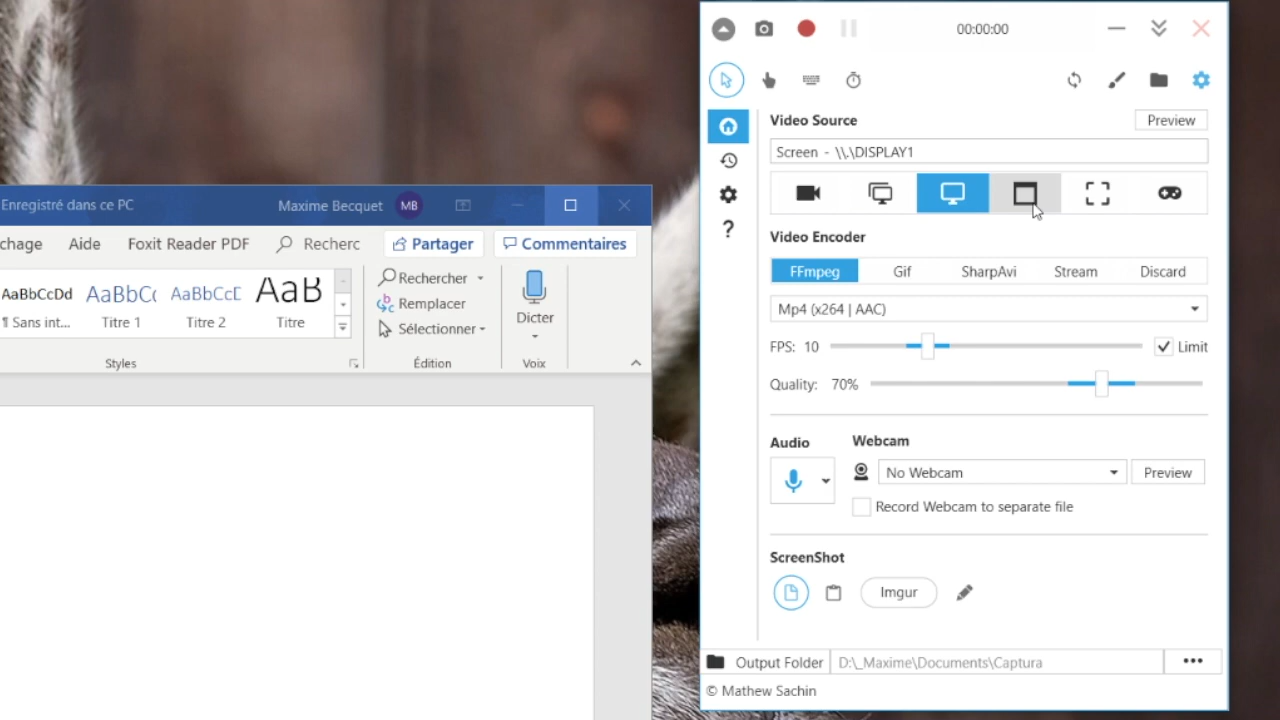 Enregistré dans ce PC
Maxime Becquet MB
chage Aide Foxit Reader PDF Recherc Partager Commentaires
AaBbCcDd AaBbC AaBbCcD AaB
¶ Sans int... Titre 1 Titre 2 Titre
Styles
Rechercher
Remplacer
Sélectionner
Édition
Dicter
Voix
00:00:00
Video Source Preview
Screen - \\.\DISPLAY1
?
Video Encoder
FFmpeg Gif SharpAvi Stream Discard
Mp4 (x264 | AAC)
FPS: 10 Limit
Quality: 70%
Audio Webcam
No Webcam Preview
Record Webcam to separate file
ScreenShot
Imgur
Output Folder D:\_Maxime\Documents\Captura •••
© Mathew Sachin